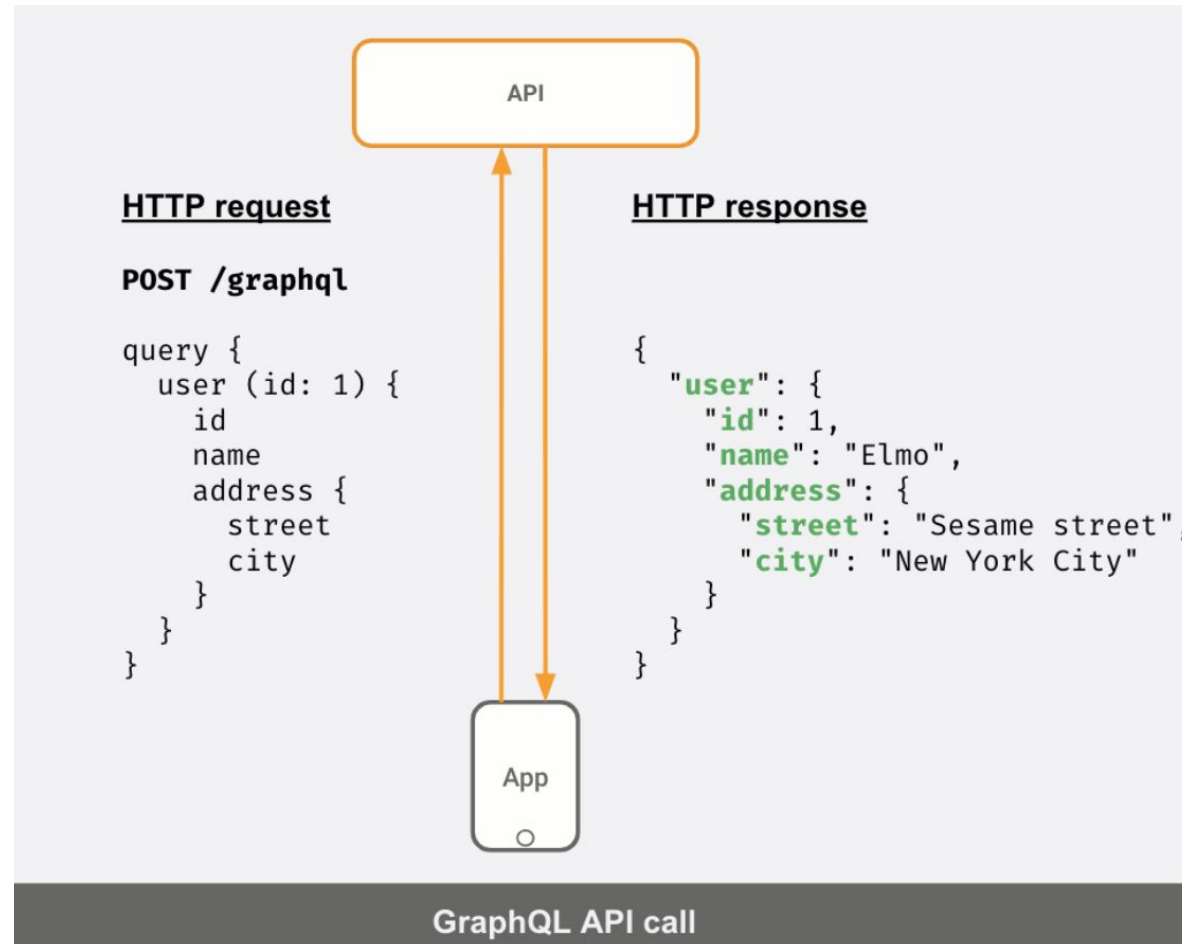 API
HTTP request
POST /graphql
query {
  user (id: 1) {
    id
    name
    address {
      street
      city
    }
  }
}
HTTP response
{
  "user": {
    "id": 1,
    "name": "Elmo",
    "address": {
      "street": "Sesame street",
      "city": "New York City"
    }
  }
}
App
GraphQL API call